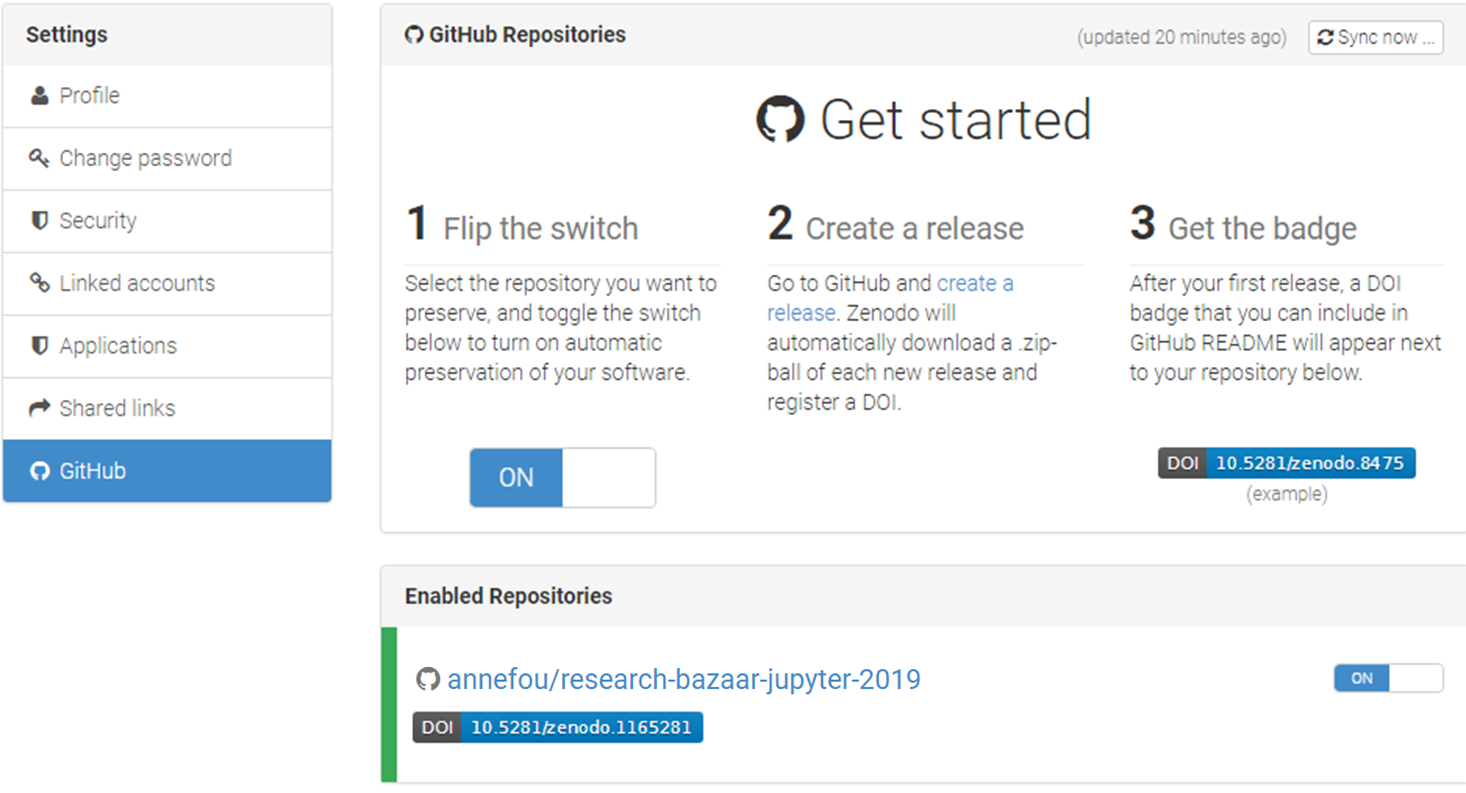 Settings
Profile
Change password
Security
Linked accounts
Applications
Shared links
GitHub
GitHub Repositories
(updated 20 minutes ago)
Sync now ...
Get started
1 Flip the switch
Select the repository you want to
preserve, and toggle the switch
below to turn on automatic
preservation of your software.
ON
2 Create a release
Go to GitHub and create a
release. Zenodo will
automatically download a .zip-
ball of each new release and
register a DOI.
3 Get the badge
After your first release, a DOI
badge that you can include in
GitHub README will appear next
to your repository below.
DOI 10.5281/zenodo.8475
(example)
Enabled Repositories
annefou/research-bazaar-jupyter-2019
ON
DOI 10.5281/zenodo.1165281